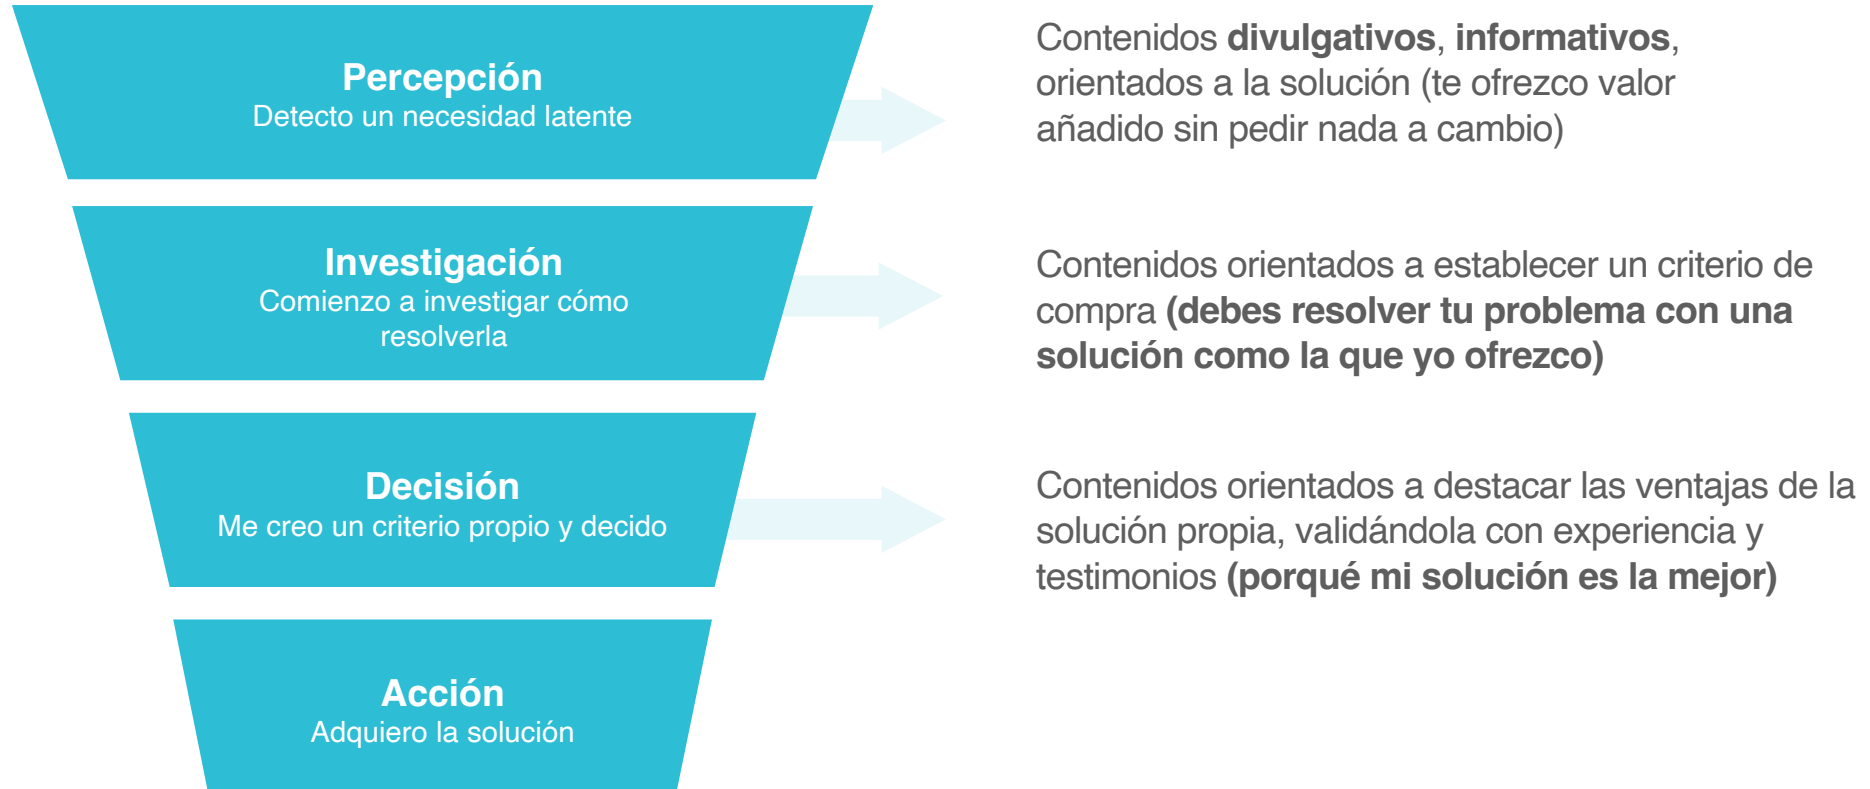 Percepción
Detecto un necesidad latente
Contenidos divulgativos, informativos,
orientados a la solución (te ofrezco valor
añadido sin pedir nada a cambio)
Investigación
Comienzo a investigar cómo
resolverla
Contenidos orientados a establecer un criterio de
compra (debes resolver tu problema con una
solución como la que yo ofrezco)
Decisión
Me creo un criterio propio y decido
Contenidos orientados a destacar las ventajas de la
solución propia, validándola con experiencia y
testimonios (porqué mi solución es la mejor)
Acción
Adquiero la solución